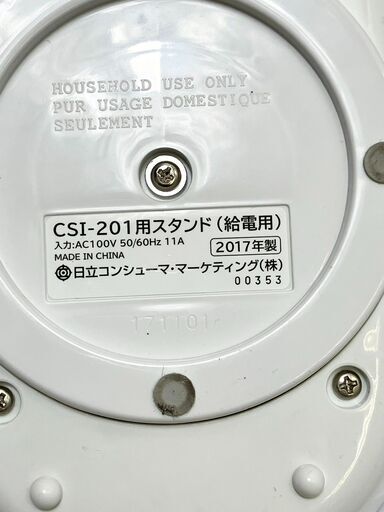 HOUSEHOLD USE ONLY
PUR USAGE DOMESTIQUE
SEULEMENT
CSI-201用スタンド(給電用)
入力:AC100V 50/60Hz 11A
2017年製
MADE IN CHINA
日立コンシューマ・マーケティング(株)
00353
171101